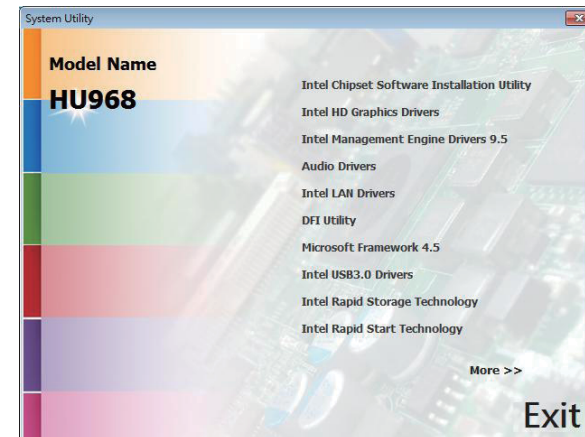 System Utility
Model Name
HU968
Intel Chipset Software Installation Utility
Intel HD Graphics Drivers
Intel Management Engine Drivers 9.5
Audio Drivers
Intel LAN Drivers
DFI Utility
Microsoft Framework 4.5
Intel USB3.0 Drivers
Intel Rapid Storage Technology
Intel Rapid Start Technology
More >>
Exit